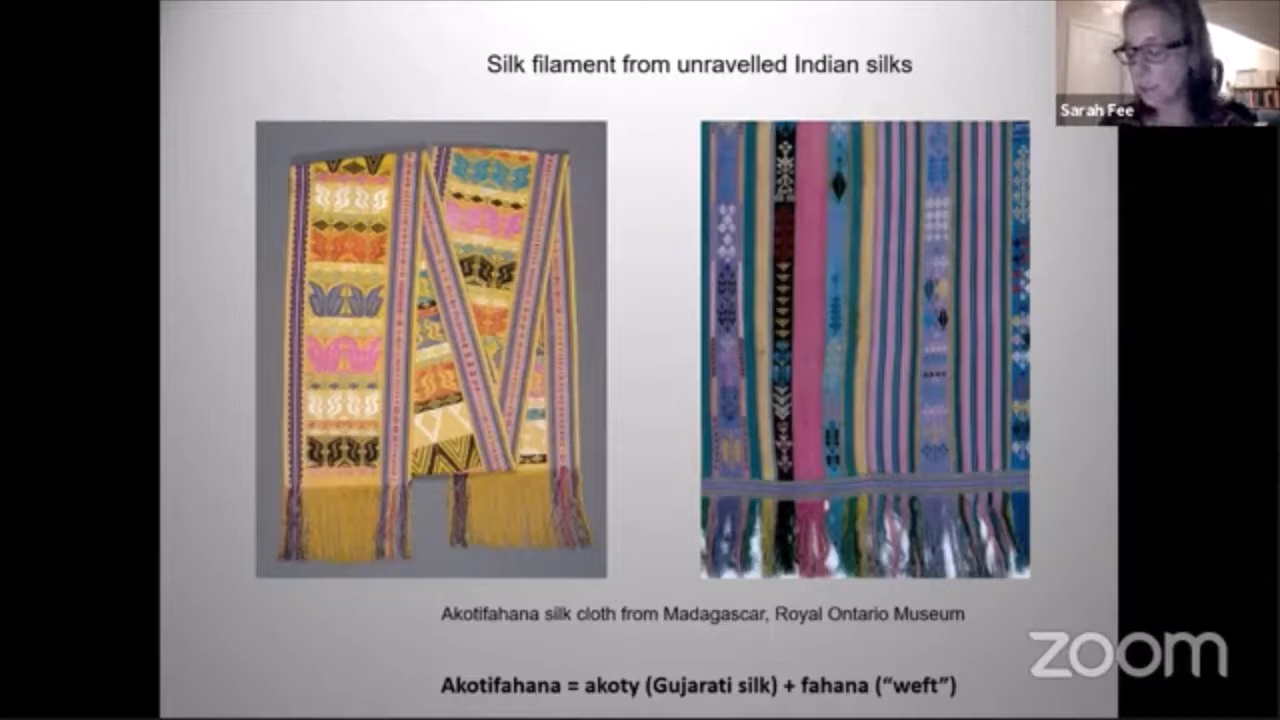 Silk filament from unravelled Indian silks
Sarah Fee
Akotifahana silk cloth from Madagascar, Royal Ontario Museum
zoom
Akotifahana = akoty (Gujarati silk) + fahana (“weft”)